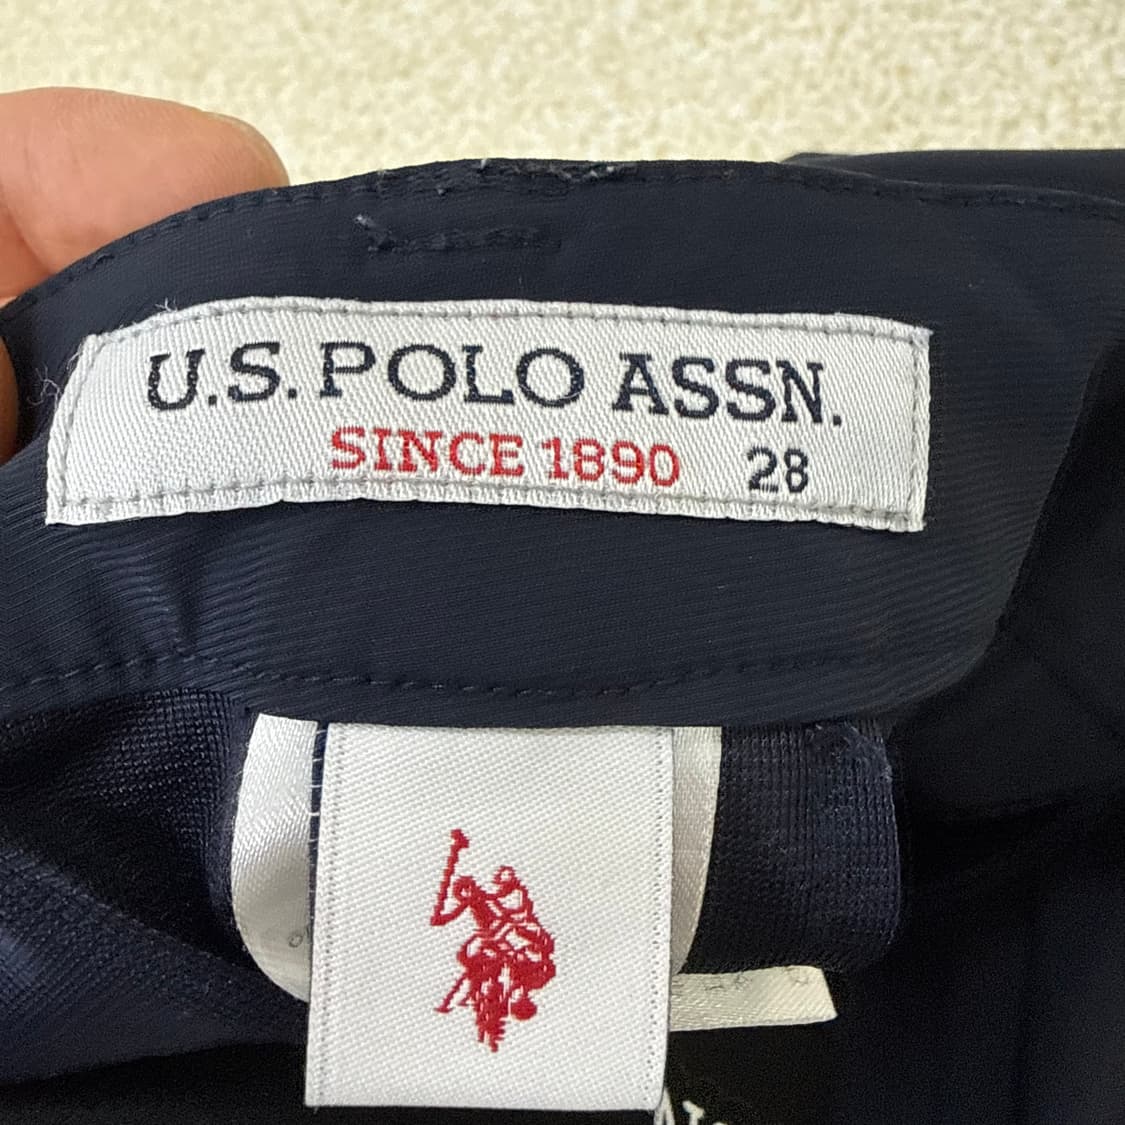 U.S. POLO ASSN.
SINCE 1890 28